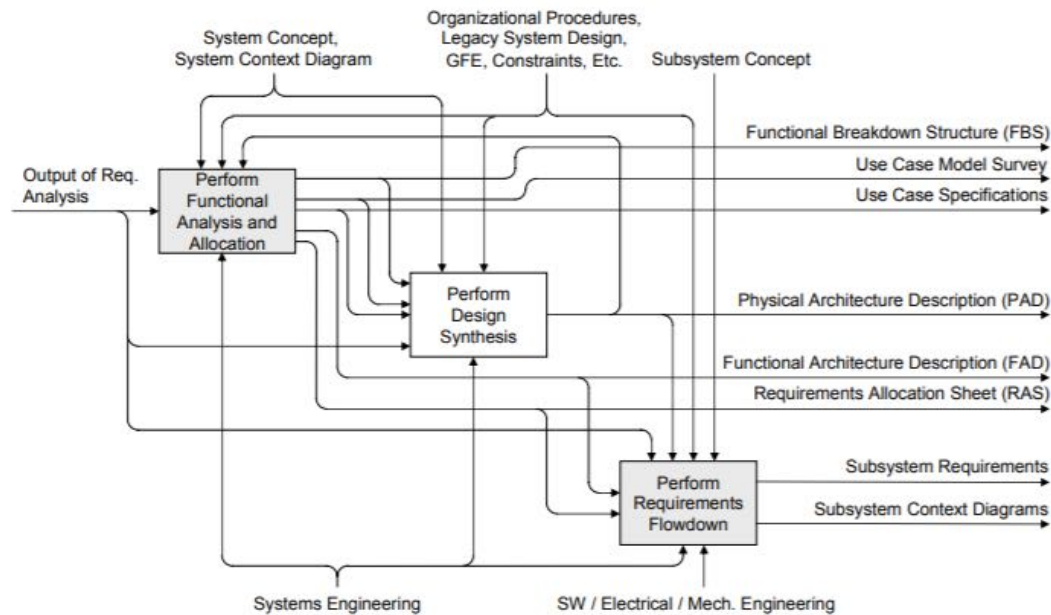 Organizational Procedures,
Legacy System Design,
GFE, Constraints, Etc.
System Concept,
System Context Diagram
Subsystem Concept
Functional Breakdown Structure (FBS)
Use Case Model Survey
Use Case Specifications
Output of Req.
Analysis
Perform
Functional
Analysis and
Allocation
Perform
Design
Synthesis
Physical Architecture Description (PAD)
Functional Architecture Description (FAD)
Requirements Allocation Sheet (RAS)
Perform
Requirements
Flowdown
Subsystem Requirements
Subsystem Context Diagrams
Systems Engineering
SW / Electrical / Mech. Engineering